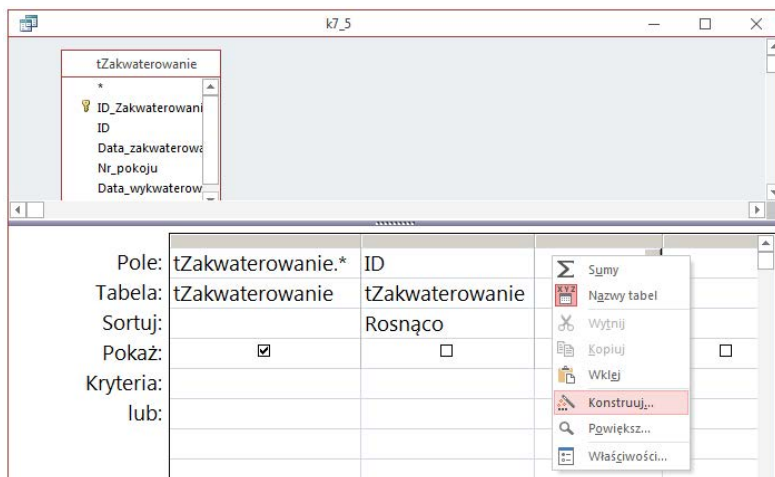 k7_5
tZakwaterowanie
*
ID_Zakwaterowani
ID
Data_zakwaterowa
Nr_pokoju
Data_wykwaterow
Pole: tZakwaterowanie.* ID
Tabela: tZakwaterowanie tZakwaterowanie
Sortuj: Rosnąco
Pokaż:
Kryteria:
lub:
Sumy
XYZ
Nazwy tabel
Wytnij
Kopiuj
Wklej
Konstruuj...
Powiększ...
Właściwości...